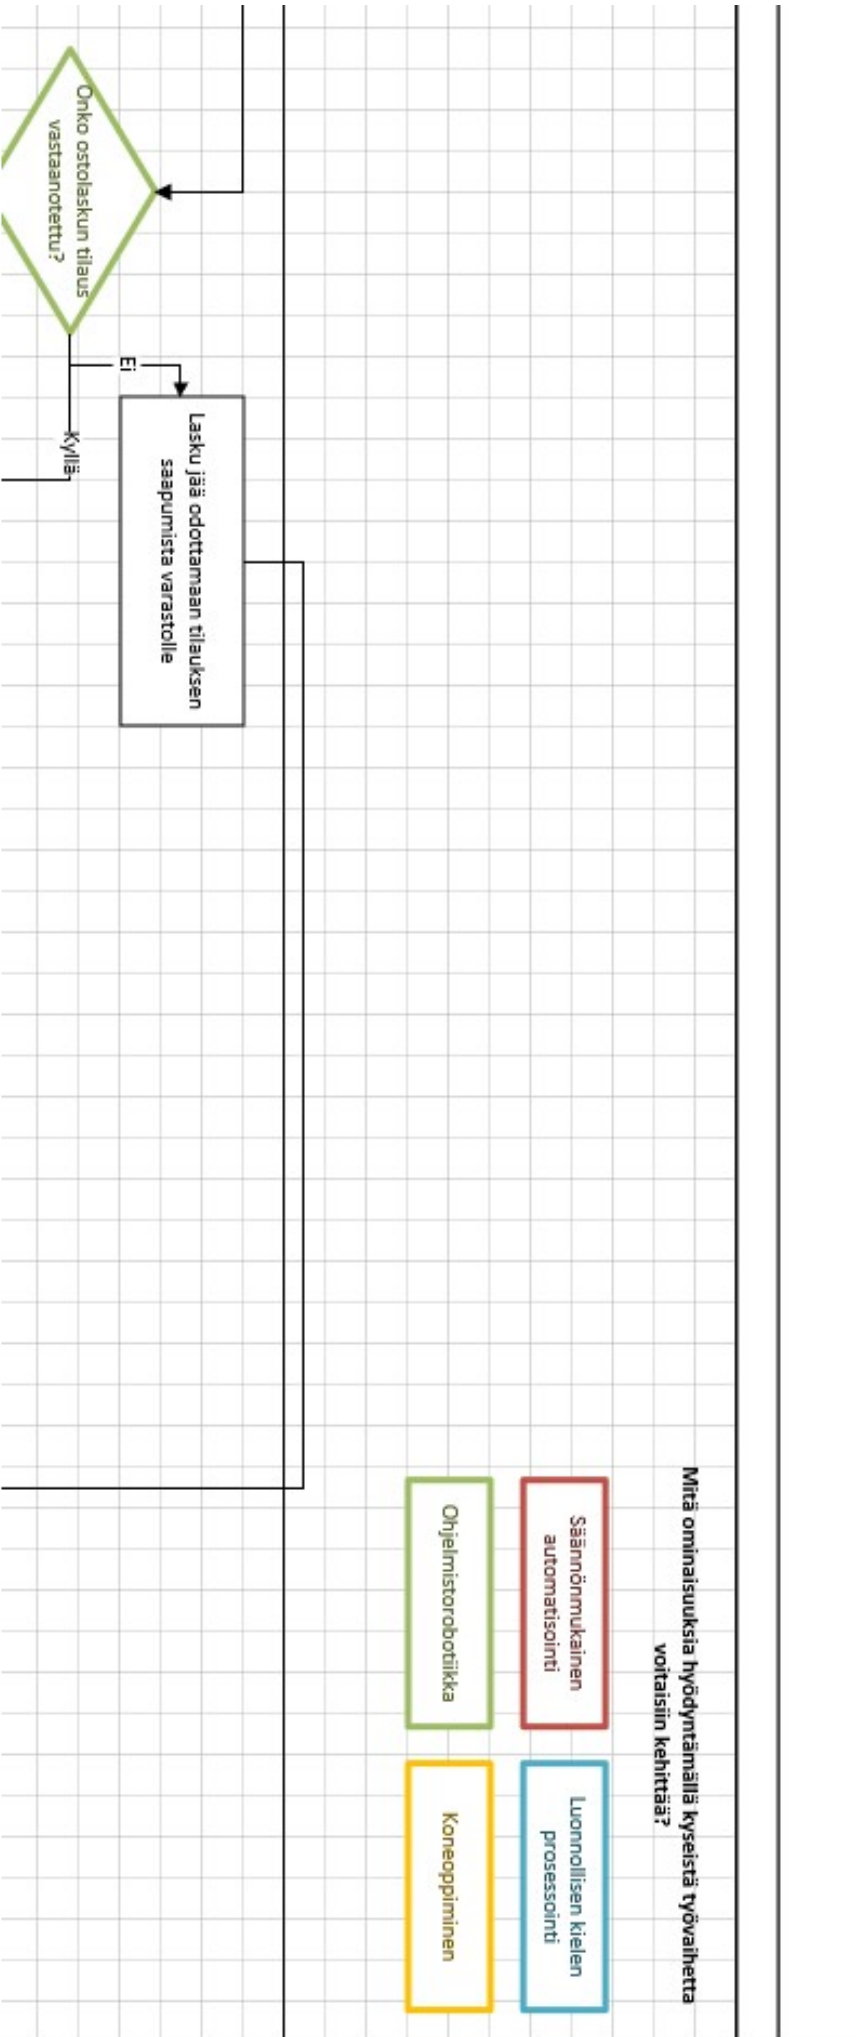 Mitä ominaisuuksia hyödyntämällä kyseistä työvaihetta
voitaisiin kehittää?
Säännönmukainen
automatisointi
Luonnollisen kielen
prosessointi
Ohjelmistorobotiikka
Koneoppiminen
Onko ostolaskun tilaus
vastaanotettu?
Ei
Kyllä
Lasku jää odottamaan tilauksen
saapumista varastolle